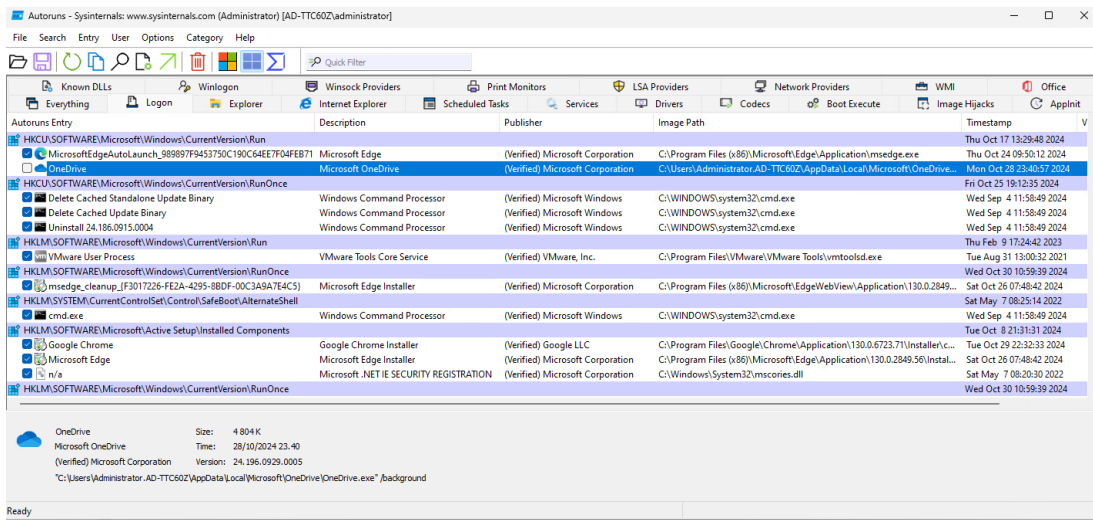 Autoruns - Sysinternals: www.sysinternals.com (Administrator) [AD-TTC60Z\administrator]
File Search Entry User Options Category Help
Quick Filter
Known DLLs Winlogon Winsock Providers Print Monitors LSA Providers Network Providers WMI Office
Everything Logon Explorer Internet Explorer Scheduled Tasks Services Drivers Codecs Boot Execute Image Hijacks AppInit
Autoruns Entry Description Publisher Image Path Timestamp V
HKCU\SOFTWARE\Microsoft\Windows\CurrentVersion\Run Thu Oct 17 13:29:48 2024
MicrosoftEdgeAutoLaunch_989897F9453750C190C64EE7F04FEB71 Microsoft Edge (Verified) Microsoft Corporation C:\Program Files (x86)\Microsoft\Edge\Application\msedge.exe Thu Oct 24 09:50:12 2024
OneDrive Microsoft OneDrive (Verified) Microsoft Corporation C:\Users\Administrator.AD-TTC60Z\AppData\Local\Microsoft\OneDrive... Mon Oct 28 23:40:57 2024
HKCU\SOFTWARE\Microsoft\Windows\CurrentVersion\RunOnce Fri Oct 25 19:12:35 2024
Delete Cached Standalone Update Binary Windows Command Processor (Verified) Microsoft Windows C:\WINDOWS\system32\cmd.exe Wed Sep 4 11:58:49 2024
Delete Cached Update Binary Windows Command Processor (Verified) Microsoft Windows C:\WINDOWS\system32\cmd.exe Wed Sep 4 11:58:49 2024
Uninstall 24.186.0915.0004 Windows Command Processor (Verified) Microsoft Windows C:\WINDOWS\system32\cmd.exe Wed Sep 4 11:58:49 2024
HKLM\SOFTWARE\Microsoft\Windows\CurrentVersion\Run Thu Feb 9 17:24:42 2023
VMware User Process VMware Tools Core Service (Verified) VMware, Inc. C:\Program Files\VMware\VMware Tools\vmtoolsd.exe Tue Aug 31 13:00:32 2021
HKLM\SOFTWARE\Microsoft\Windows\CurrentVersion\RunOnce Wed Oct 30 10:59:39 2024
msedge_cleanup_{F3017226-FE2A-4295-8BDF-00C3A9A7E4C5} Microsoft Edge Installer (Verified) Microsoft Corporation C:\Program Files (x86)\Microsoft\EdgeWebView\Application\130.0.2849... Sat Oct 26 07:48:42 2024
HKLM\SYSTEM\CurrentControlSet\Control\SafeBoot\AlternateShell Sat May 7 08:25:14 2022
cmd.exe Windows Command Processor (Verified) Microsoft Windows C:\WINDOWS\system32\cmd.exe Wed Sep 4 11:58:49 2024
HKLM\SOFTWARE\Microsoft\Active Setup\Installed Components Tue Oct 8 21:31:31 2024
Google Chrome Google Chrome Installer (Verified) Google LLC C:\Program Files\Google\Chrome\Application\130.0.6723.71\Installer\c... Tue Oct 29 22:32:33 2024
Microsoft Edge Microsoft Edge Installer (Verified) Microsoft Corporation C:\Program Files (x86)\Microsoft\Edge\Application\130.0.2849.56\Instal... Sat Oct 26 07:48:42 2024
n/a Microsoft .NET IE SECURITY REGISTRATION (Verified) Microsoft Corporation C:\Windows\System32\mscories.dll Sat May 7 08:20:30 2022
HKLM\SOFTWARE\Microsoft\Windows\CurrentVersion\RunOnce Wed Oct 30 10:59:39 2024
OneDrive Size: 4 804 K
Microsoft OneDrive Time: 28/10/2024 23.40
(Verified) Microsoft Corporation Version: 24.196.0929.0005
"C:\Users\Administrator.AD-TTC60Z\AppData\Local\Microsoft\OneDrive\OneDrive.exe" /background
Ready